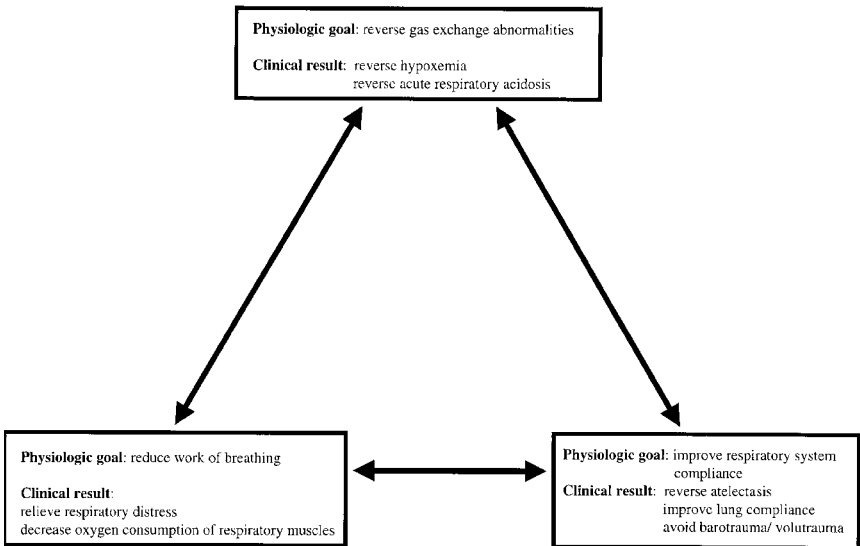 Physiologic goal: reverse gas exchange abnormalities
Clinical result: reverse hypoxemia
reverse acute respiratory acidosis
Physiologic goal: reduce work of breathing
Clinical result:
relieve respiratory distress
decrease oxygen consumption of respiratory muscles
Physiologic goal: improve respiratory system
compliance
Clinical result: reverse atelectasis
improve lung compliance
avoid barotrauma/ volutrauma